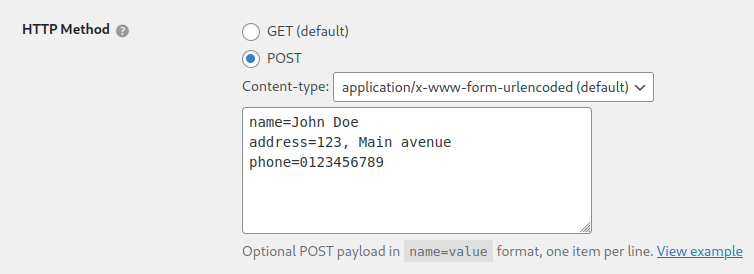 HTTP Method ?
GET (default)
POST
Content-type: application/x-www-form-urlencoded (default)
name=John Doe
address=123, Main avenue
phone=0123456789
Optional POST payload in name=value format, one item per line. View example